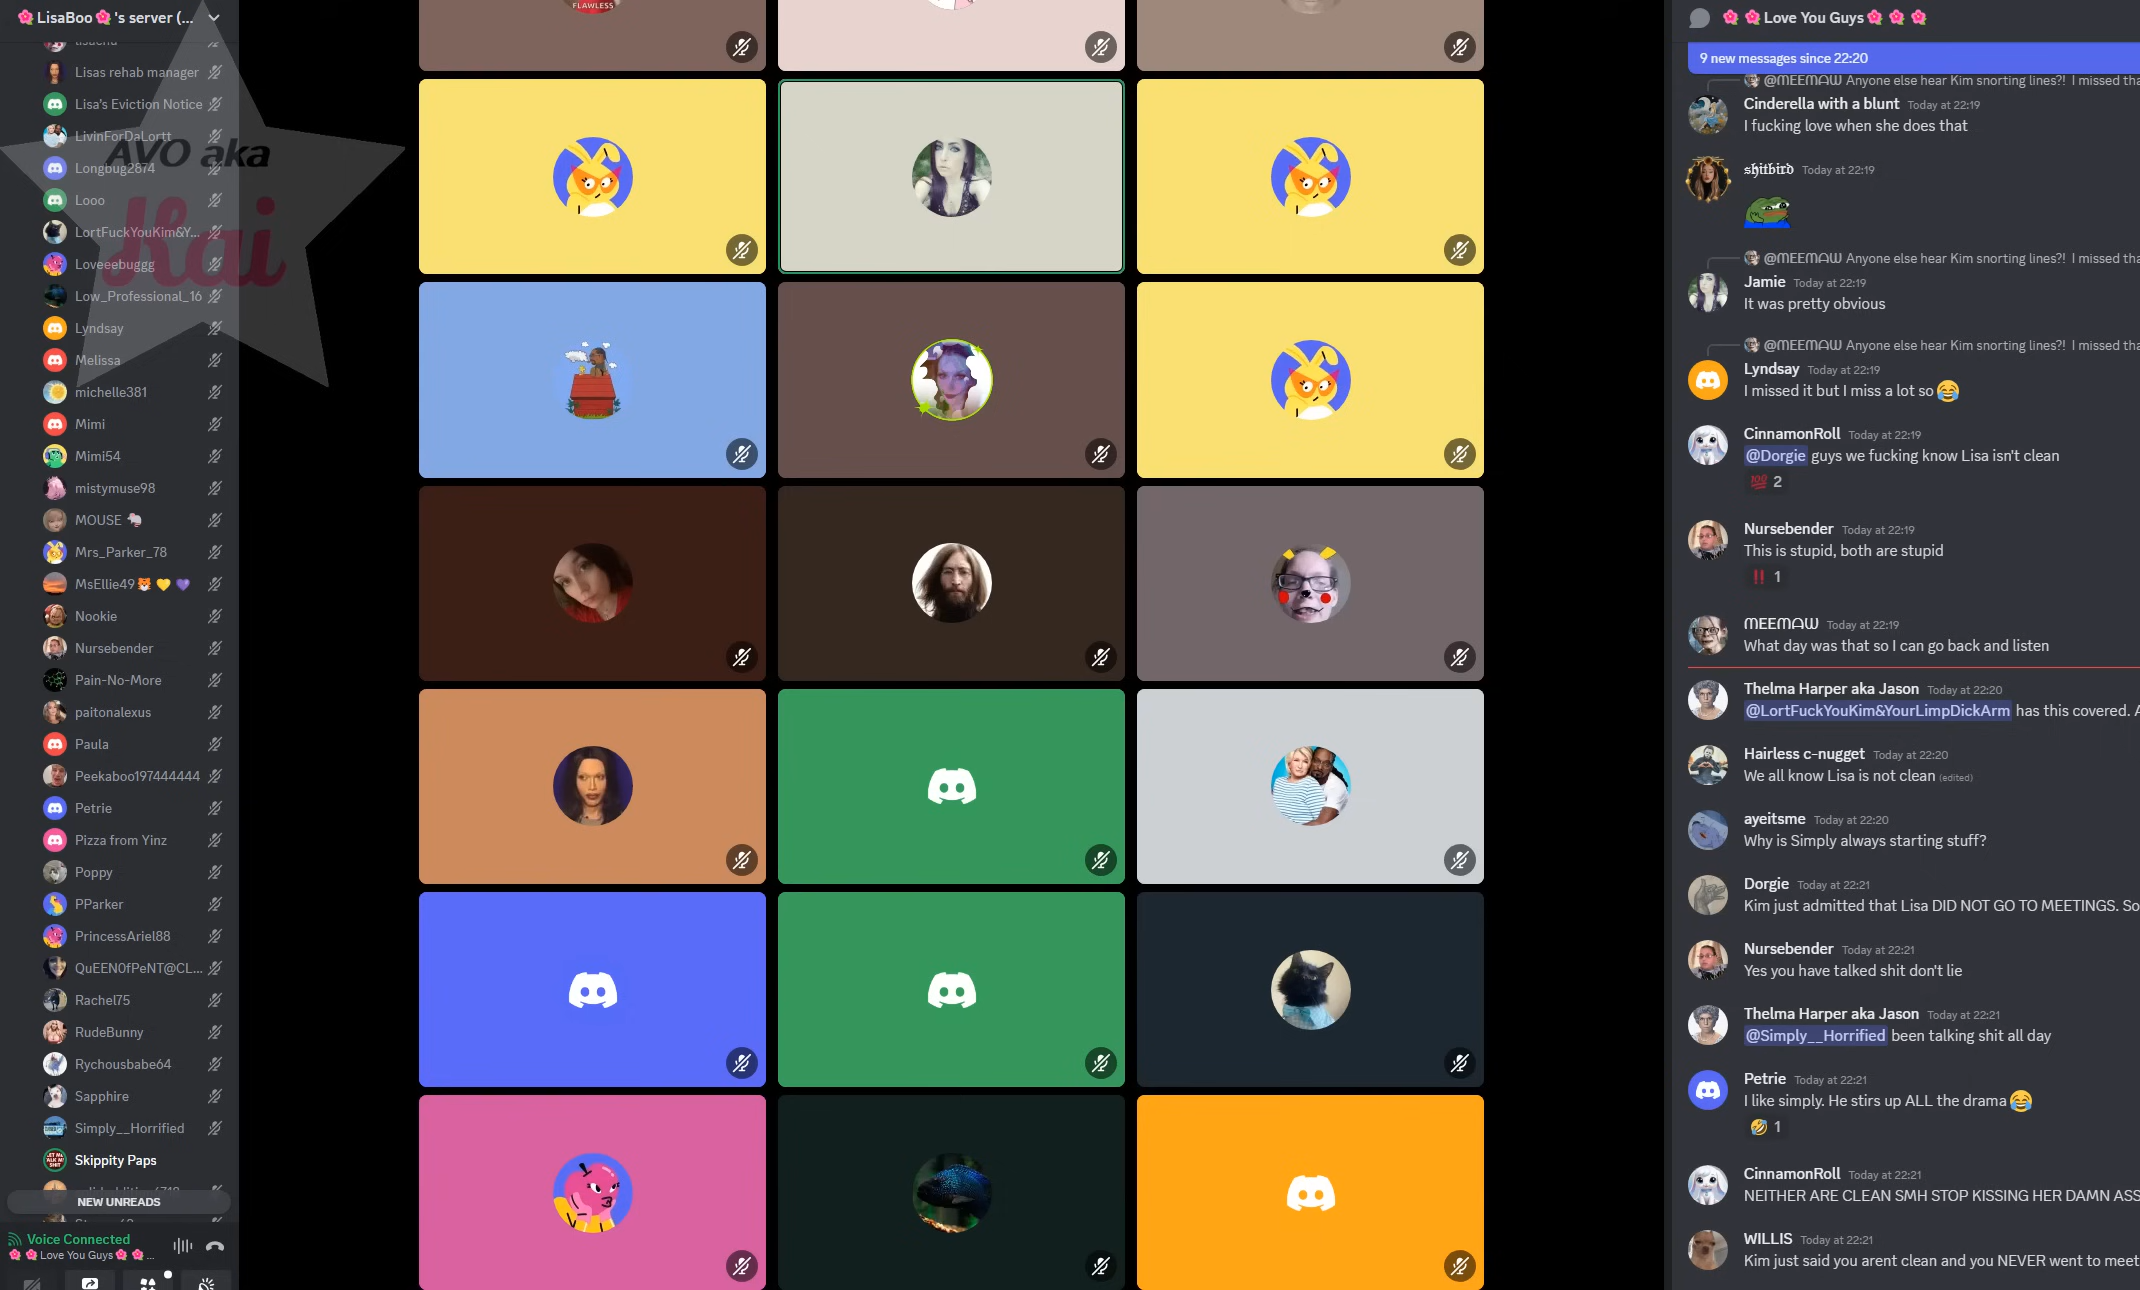 🌺LisaBoo🌺's server (...
Lisas rehab manager
Lisa's Eviction Notice
LivinForDaLortt
AVO aka
Longbug2874
Looo
Kai
LortFuckYouKim&Y...
Loveeebuggg
Low_Professional_16
Lyndsay
Melissa
michelle381
Mimi
Mimi54
mistymuse98
MOUSE 🐁
Mrs_Parker_78
MsEllie49🐯💛💜
Nookie
Nursebender
Pain-No-More
paitonalexus
Paula
Peekaboo197444444
Petrie
Pizza from Yinz
Poppy
PParker
PrincessAriel88
QuEEN0fPeNT@CL...
Rachel75
RudeBunny
Rychousbabe64
Sapphire
Simply__Horrified
Skippity Paps
NEW UNREADS
Voice Connected
🌺🌺Love You Guys🌺🌺...
FLAWLESS
🌺🌺Love You Guys🌺🌺🌺
9 new messages since 22:20
@MEEMAW Anyone else hear Kim snorting lines?! I missed tha
Cinderella with a blunt Today at 22:19
I fucking love when she does that
shitbird Today at 22:19
@MEEMAW Anyone else hear Kim snorting lines?! I missed tha
Jamie Today at 22:19
It was pretty obvious
@MEEMAW Anyone else hear Kim snorting lines?! I missed tha
Lyndsay Today at 22:19
I missed it but I miss a lot so😂
CinnamonRoll Today at 22:19
@Dorgie guys we fucking know Lisa isn't clean
💯 2
Nursebender Today at 22:19
This is stupid, both are stupid
‼ 1
MEEMAW Today at 22:19
What day was that so I can go back and listen
Thelma Harper aka Jason Today at 22:20
@LortFuckYouKim&YourLimpDickArm has this covered. A
Hairless c-nugget Today at 22:20
We all know Lisa is not clean (edited)
ayeitsme Today at 22:20
Why is Simply always starting stuff?
Dorgie Today at 22:21
Kim just admitted that Lisa DID NOT GO TO MEETINGS. So
Nursebender Today at 22:21
Yes you have talked shit don't lie
Thelma Harper aka Jason Today at 22:21
@Simply__Horrified been talking shit all day
Petrie Today at 22:21
I like simply. He stirs up ALL the drama😂
🤣 1
CinnamonRoll Today at 22:21
NEITHER ARE CLEAN SMH STOP KISSING HER DAMN ASS
WILLIS Today at 22:21
Kim just said you arent clean and you NEVER went to meet